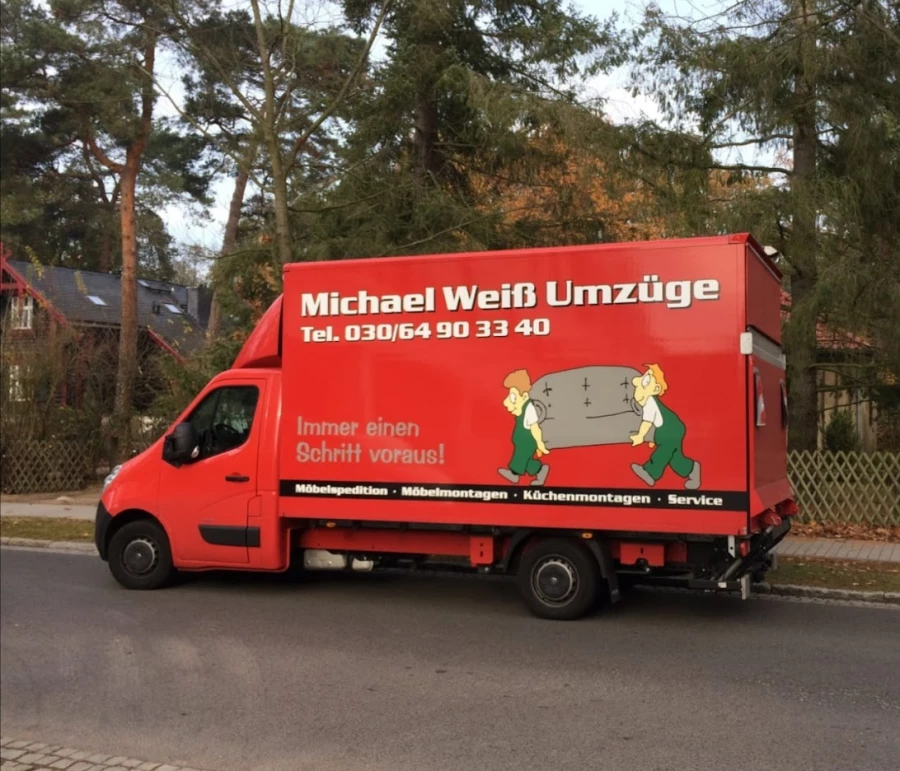 Michael Weiß Umzüge
Tel. 030/64 90 33 40
Immer einen
Schritt voraus!
Möbelspedition · Möbelmontagen · Küchenmontagen · Service